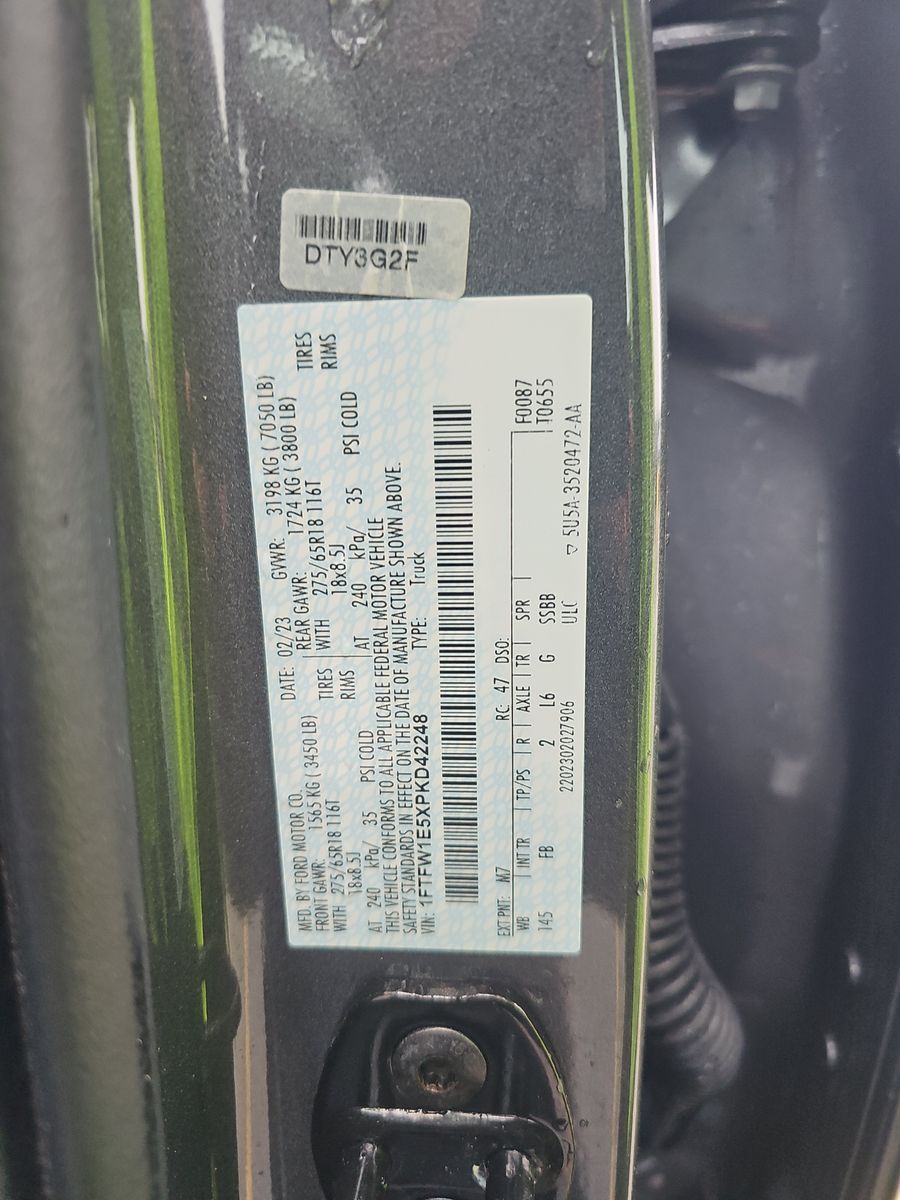 DTY3G2F
MFD. BY FORD MOTOR CO.
DATE: 02/23
GVWR: 3198 KG ( 7050 LB)
FRONT GAWR: 1565 KG ( 3450 LB)
REAR GAWR: 1724 KG ( 3800 LB)
WITH 275/65R18 116T TIRES
WITH 275/65R18 116T TIRES
18x8.5J RIMS
18x8.5J RIMS
AT 240 kPa/ 35 PSI COLD
AT 240 kPa/ 35 PSI COLD
THIS VEHICLE CONFORMS TO ALL APPLICABLE FEDERAL MOTOR VEHICLE
SAFETY STANDARDS IN EFFECT ON THE DATE OF MANUFACTURE SHOWN ABOVE.
VIN: 1FTFW1E5XPKD42248
TYPE: Truck
EXT PNT: M7 RC: 47 DSO: F0087
WB INT TR TP/PS R AXLE TR SPR T0655
145 FB 2 L6 G SSBB
2202302027906 ULC ▽ 5U5A-3520472-AA